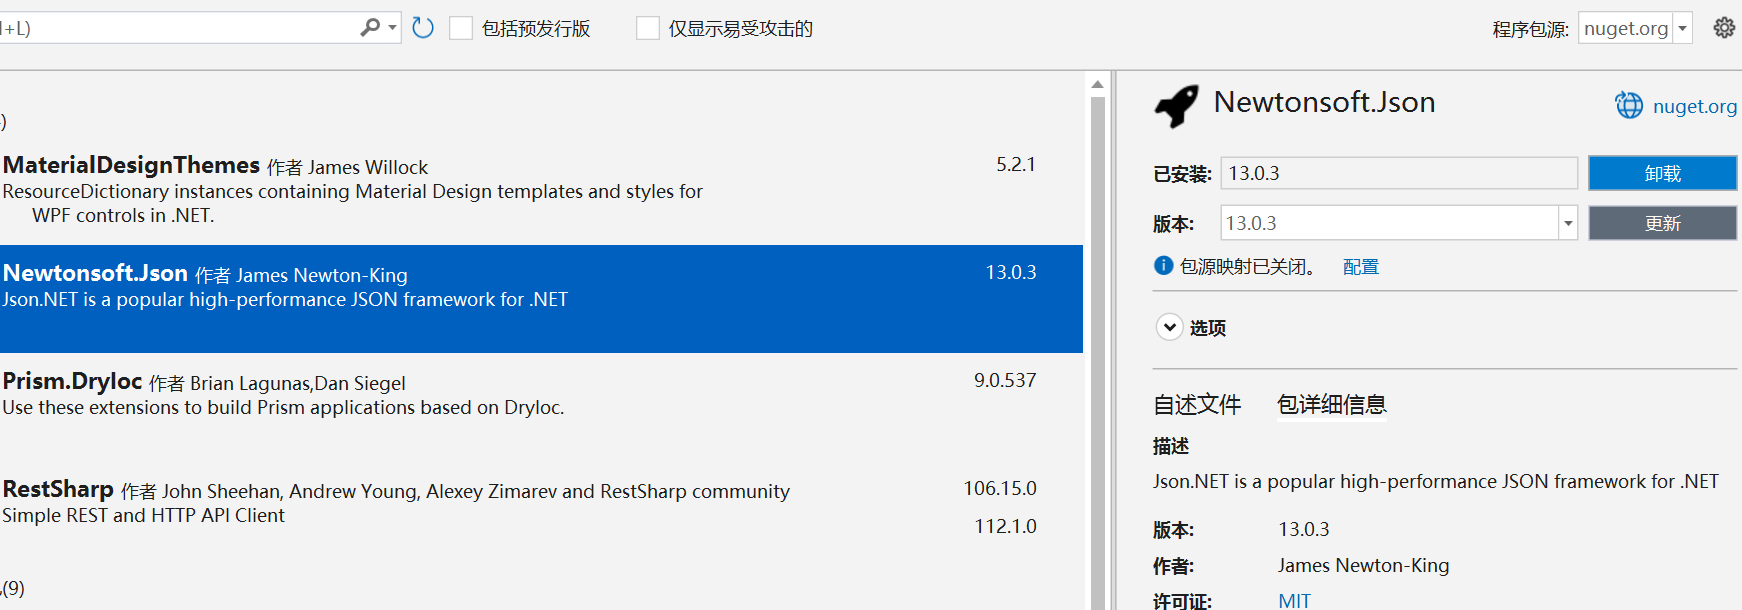 +L)
包括预发行版
仅显示易受攻击的
程序包源: nuget.org
)
MaterialDesignThemes 作者 James Willock
5.2.1
ResourceDictionary instances containing Material Design templates and styles for
WPF controls in .NET.
Newtonsoft.Json 作者 James Newton-King
13.0.3
Json.NET is a popular high-performance JSON framework for .NET
Prism.DryIoc 作者 Brian Lagunas,Dan Siegel
9.0.537
Use these extensions to build Prism applications based on DryIoc.
RestSharp 作者 John Sheehan, Andrew Young, Alexey Zimarev and RestSharp community
106.15.0
Simple REST and HTTP API Client
112.1.0
(9)
Newtonsoft.Json
nuget.org
已安装: 13.0.3 卸载
版本: 13.0.3 更新
包源映射已关闭。 配置
选项
自述文件 包详细信息
描述
Json.NET is a popular high-performance JSON framework for .NET
版本: 13.0.3
作者: James Newton-King
许可证: MIT